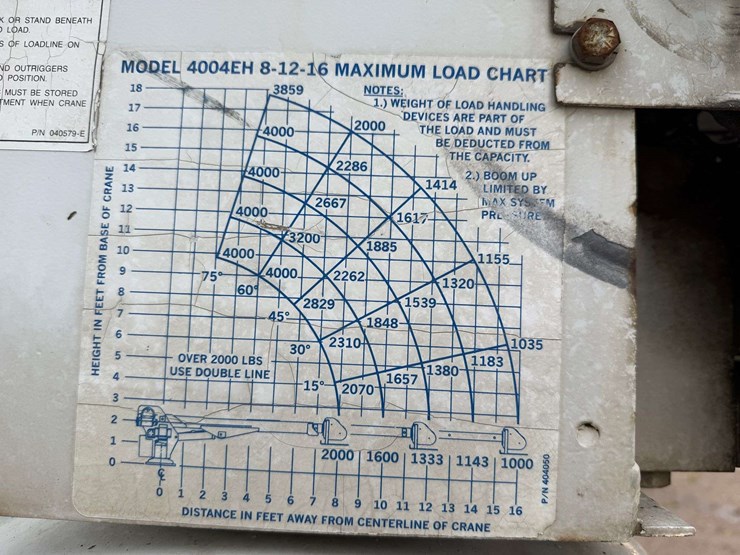 K OR STAND BENEATH
LOAD.
S OF LOADLINE ON
ND OUTRIGGERS
POSITION.
MUST BE STORED
TMENT WHEN CRANE
P/N 040579-E
MODEL 4004EH 8-12-16 MAXIMUM LOAD CHART
NOTES:
1.) WEIGHT OF LOAD HANDLING
DEVICES ARE PART OF
THE LOAD AND MUST
BE DEDUCTED FROM
THE CAPACITY.
2.) BOOM UP
LIMITED BY
MAX SYSTEM
HEIGHT IN FEET FROM BASE OF CRANE
18
17
16
15
14
13
12
11
10
9
8
7
6
5
4
3
2
1
0
3859
4000 2000
4000 2286 1414
4000 2667 1617
4000 3200 1885 1155
75° 4000 2262 1320
60° 2829 1539
45° 1848 1035
30° 2310 1380 1183
15° 2070 1657
OVER 2000 LBS
USE DOUBLE LINE
2000 1600 1333 1143 1000
0 1 2 3 4 5 6 7 8 9 10 11 12 13 14 15 16
DISTANCE IN FEET AWAY FROM CENTERLINE OF CRANE
P/N 404050